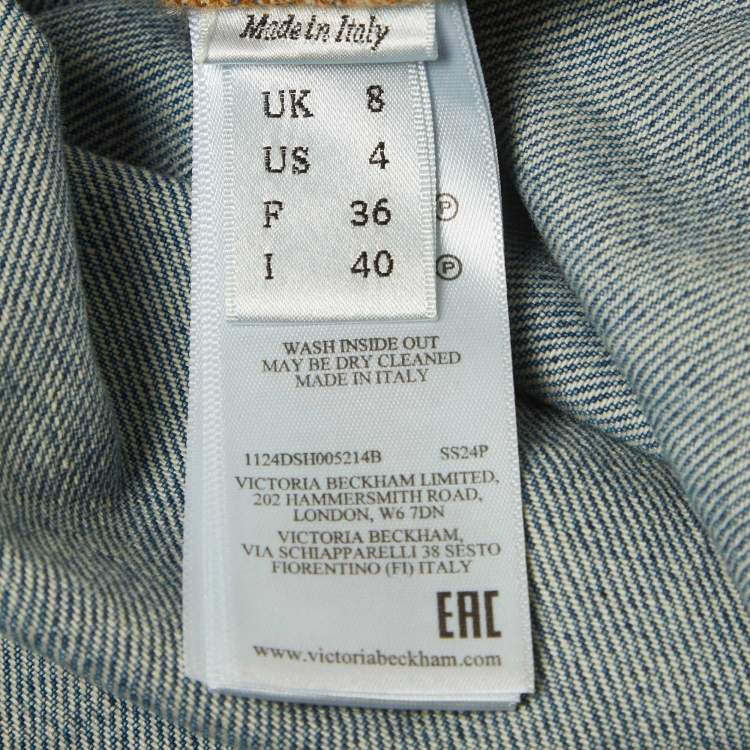 Made in Italy
UK 8
US 4
F 36
I 40
P
P
WASH INSIDE OUT
MAY BE DRY CLEANED
MADE IN ITALY
1124DSH005214B SS24P
VICTORIA BECKHAM LIMITED,
202 HAMMERSMITH ROAD,
LONDON, W6 7DN
VICTORIA BECKHAM,
VIA SCHIAPPARELLI 38 SESTO
FIORENTINO (FI) ITALY
EAC
www.victoriabeckham.com